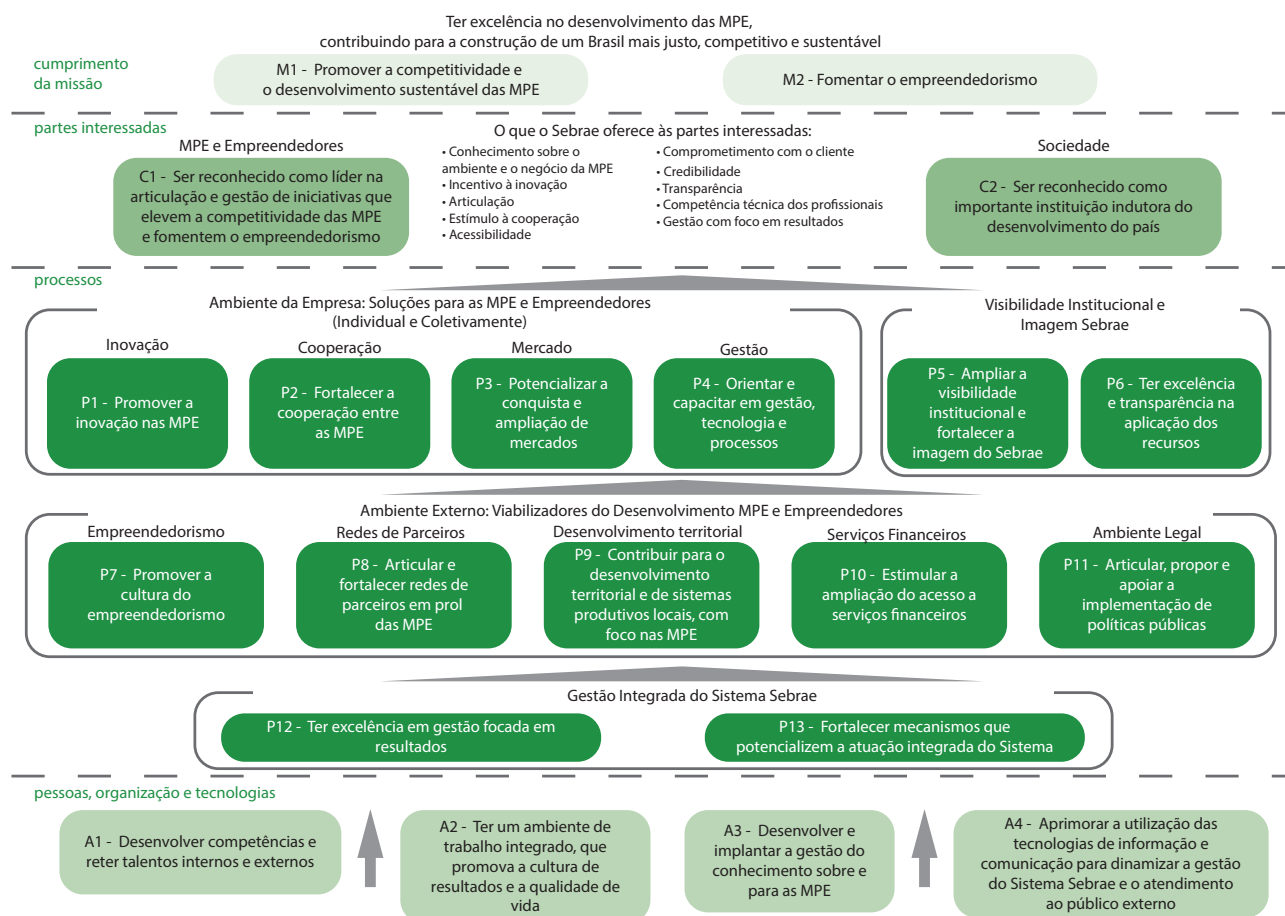 Ter excelência no desenvolvimento das MPE,
contribuindo para a construção de um Brasil mais justo, competitivo e sustentável
cumprimento
da missão
M1 - Promover a competitividade e
o desenvolvimento sustentável das MPE
M2 - Fomentar o empreendedorismo
partes interessadas
MPE e Empreendedores
C1 - Ser reconhecido como líder na
articulação e gestão de iniciativas que
elevem a competitividade das MPE
e fomentem o empreendedorismo
O que o Sebrae oferece às partes interessadas:
• Conhecimento sobre o
ambiente e o negócio da MPE
• Incentivo à inovação
• Articulação
• Estímulo à cooperação
• Acessibilidade
• Comprometimento com o cliente
• Credibilidade
• Transparência
• Competência técnica dos profissionais
• Gestão com foco em resultados
Sociedade
C2 - Ser reconhecido como
importante instituição indutora do
desenvolvimento do país
processos
Ambiente da Empresa: Soluções para as MPE e Empreendedores
(Individual e Coletivamente)
Inovação
P1 - Promover a
inovação nas MPE
Cooperação
P2 - Fortalecer a
cooperação entre
as MPE
Mercado
P3 - Potencializar a
conquista e
ampliação de
mercados
Gestão
P4 - Orientar e
capacitar em gestão,
tecnologia e
processos
Visibilidade Institucional e
Imagem Sebrae
P5 - Ampliar a
visibilidade
institucional e
fortalecer a
imagem do Sebrae
P6 - Ter excelência
e transparência na
aplicação dos
recursos
Ambiente Externo: Viabilizadores do Desenvolvimento MPE e Empreendedores
Empreendedorismo
P7 - Promover a
cultura do
empreendedorismo
Redes de Parceiros
P8 - Articular e
fortalecer redes de
parceiros em prol
das MPE
Desenvolvimento territorial
P9 - Contribuir para o
desenvolvimento
territorial e de sistemas
produtivos locais, com
foco nas MPE
Serviços Financeiros
P10 - Estimular a
ampliação do acesso a
serviços financeiros
Ambiente Legal
P11 - Articular, propor e
apoiar a
implementação de
políticas públicas
Gestão Integrada do Sistema Sebrae
P12 - Ter excelência em gestão focada em
resultados
P13 - Fortalecer mecanismos que
potencializem a atuação integrada do Sistema
pessoas, organização e tecnologias
A1 - Desenvolver competências e
reter talentos internos e externos
A2 - Ter um ambiente de
trabalho integrado, que
promova a cultura de
resultados e a qualidade de
vida
A3 - Desenvolver e
implantar a gestão do
conhecimento sobre e
para as MPE
A4 - Aprimorar a utilização das
tecnologias de informação e
comunicação para dinamizar a gestão
do Sistema Sebrae e o atendimento
ao público externo